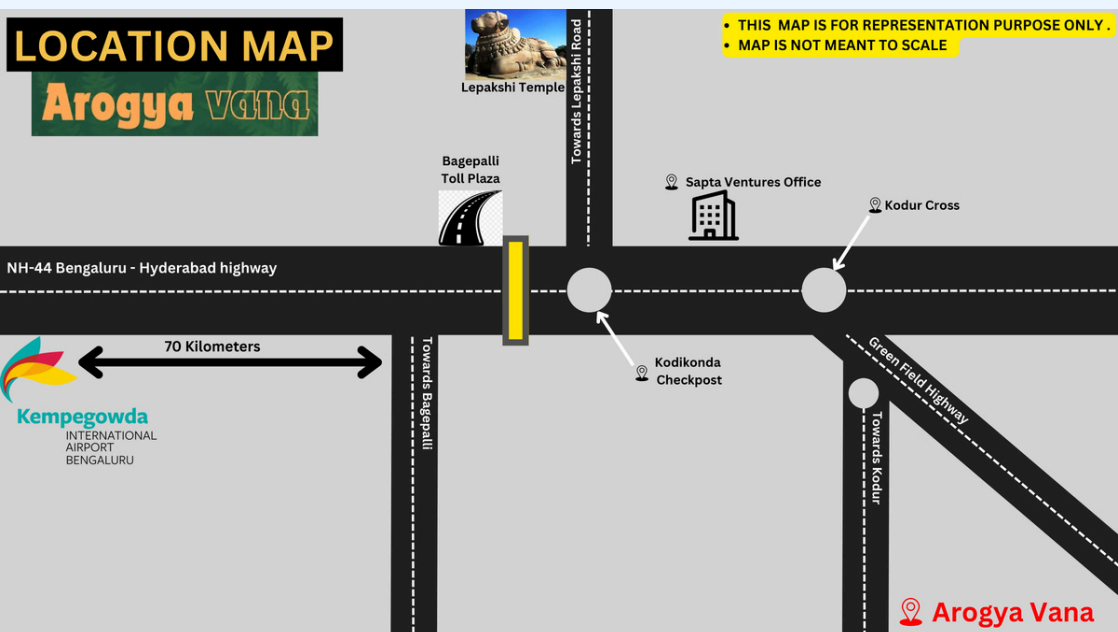 LOCATION MAP
Arogya vana
Lepakshi Temple
Towards Lepakshi Road
• THIS MAP IS FOR REPRESENTATION PURPOSE ONLY .
• MAP IS NOT MEANT TO SCALE
Bagepalli
Toll Plaza
Sapta Ventures Office
Kodur Cross
NH-44 Bengaluru - Hyderabad highway
70 Kilometers
Kempegowda
INTERNATIONAL
AIRPORT
BENGALURU
Towards Bagepalli
Kodikonda
Checkpost
Green Field Highway
Towards Kodur
Arogya Vana